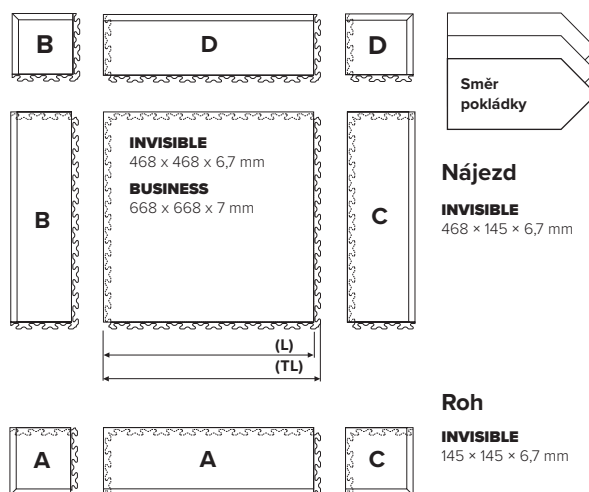 B
D
D
Směr
pokládky
B
INVISIBLE
468 x 468 x 6,7 mm
BUSINESS
668 x 668 x 7 mm
C
Nájezd
INVISIBLE
468 × 145 × 6,7 mm
(L)
(TL)
A
A
C
Roh
INVISIBLE
145 × 145 × 6,7 mm